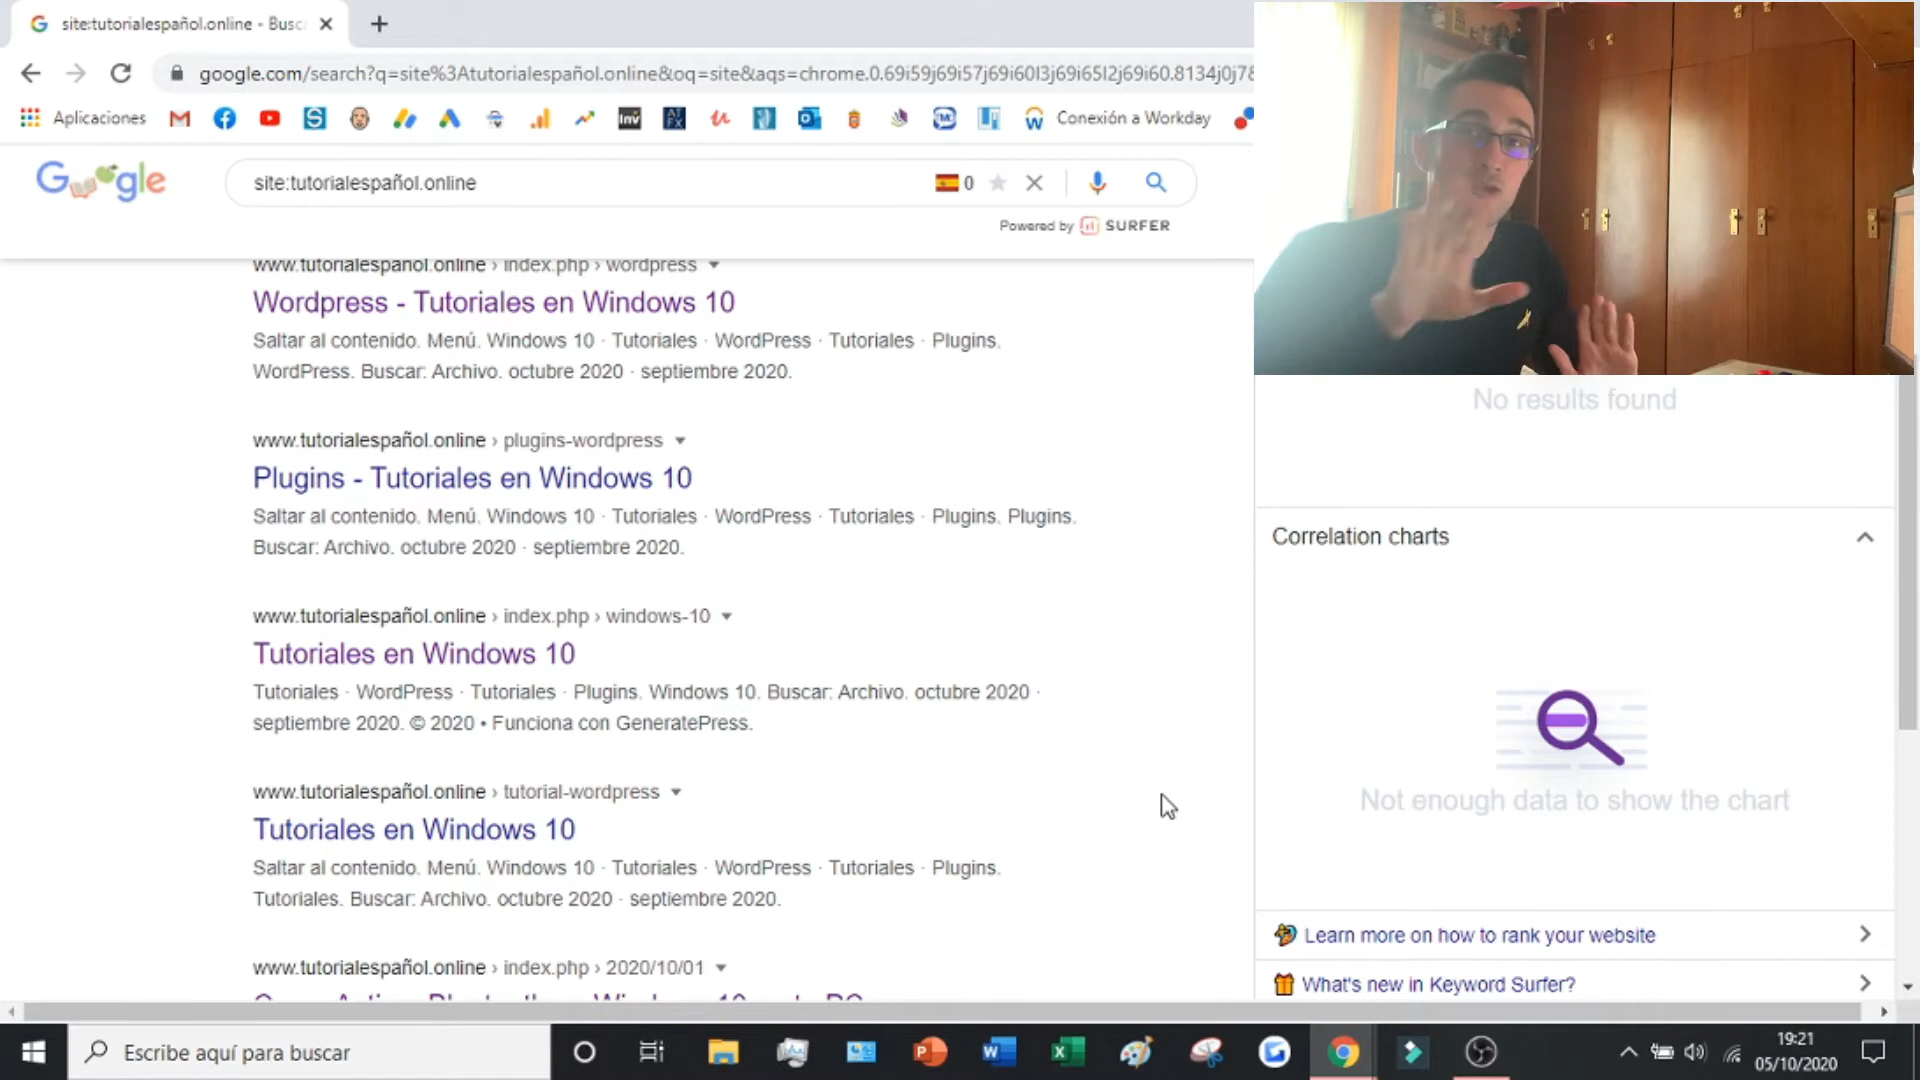 site:tutorialespañol.online - Busc
google.com/search?q=site%3Atutorialespañol.online&oq=site&aqs=chrome.0.69i59j69i57j69i60l3j69i65l2j69i60.8134j0j78
Aplicaciones
Conexión a Workday
Google
site:tutorialespañol.online
0
Powered by SURFER
www.tutorialespañol.online › index.php › wordpress
Wordpress - Tutoriales en Windows 10
Saltar al contenido. Menú. Windows 10 · Tutoriales · WordPress · Tutoriales · Plugins.
WordPress. Buscar: Archivo. octubre 2020 · septiembre 2020.
www.tutorialespañol.online › plugins-wordpress
Plugins - Tutoriales en Windows 10
Saltar al contenido. Menú. Windows 10 · Tutoriales · WordPress · Tutoriales · Plugins. Plugins.
Buscar: Archivo. octubre 2020 · septiembre 2020.
www.tutorialespañol.online › index.php › windows-10
Tutoriales en Windows 10
Tutoriales · WordPress · Tutoriales · Plugins. Windows 10. Buscar: Archivo. octubre 2020 ·
septiembre 2020. © 2020 • Funciona con GeneratePress.
www.tutorialespañol.online › tutorial-wordpress
Tutoriales en Windows 10
Saltar al contenido. Menú. Windows 10 · Tutoriales · WordPress · Tutoriales · Plugins.
Tutoriales. Buscar: Archivo. octubre 2020 · septiembre 2020.
www.tutorialespañol.online › index.php › 2020/10/01
No results found
Correlation charts
Not enough data to show the chart
Learn more on how to rank your website
What's new in Keyword Surfer?
Escribe aquí para buscar
19:21
05/10/2020